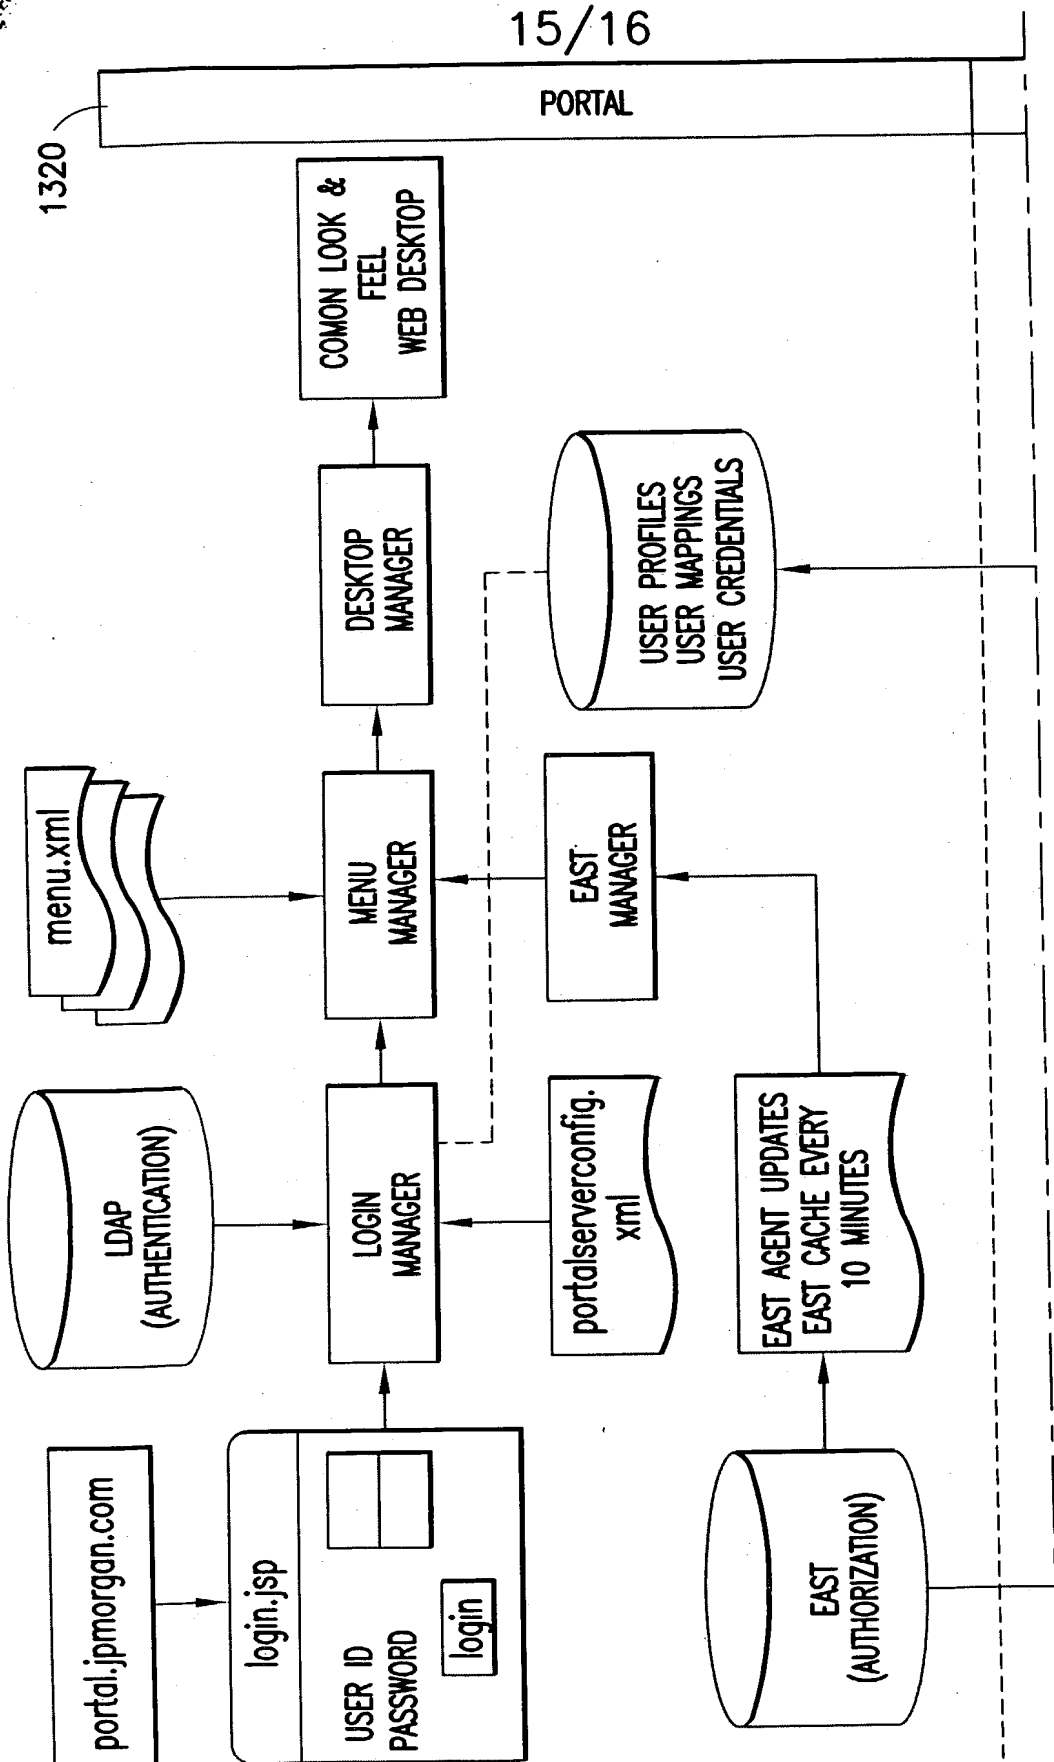 15/16
1320
PORTAL
portal.jpmorgan.com
login.jsp
USER ID
PASSWORD
login
LDAP
(AUTHENTICATION)
LOGIN
MANAGER
portalserverconfig.
xml
menu.xml
MENU
MANAGER
EAST
MANAGER
DESKTOP
MANAGER
COMON LOOK &
FEEL
WEB DESKTOP
USER PROFILES
USER MAPPINGS
USER CREDENTIALS
EAST
(AUTHORIZATION)
EAST AGENT UPDATES
EAST CACHE EVERY
10 MINUTES